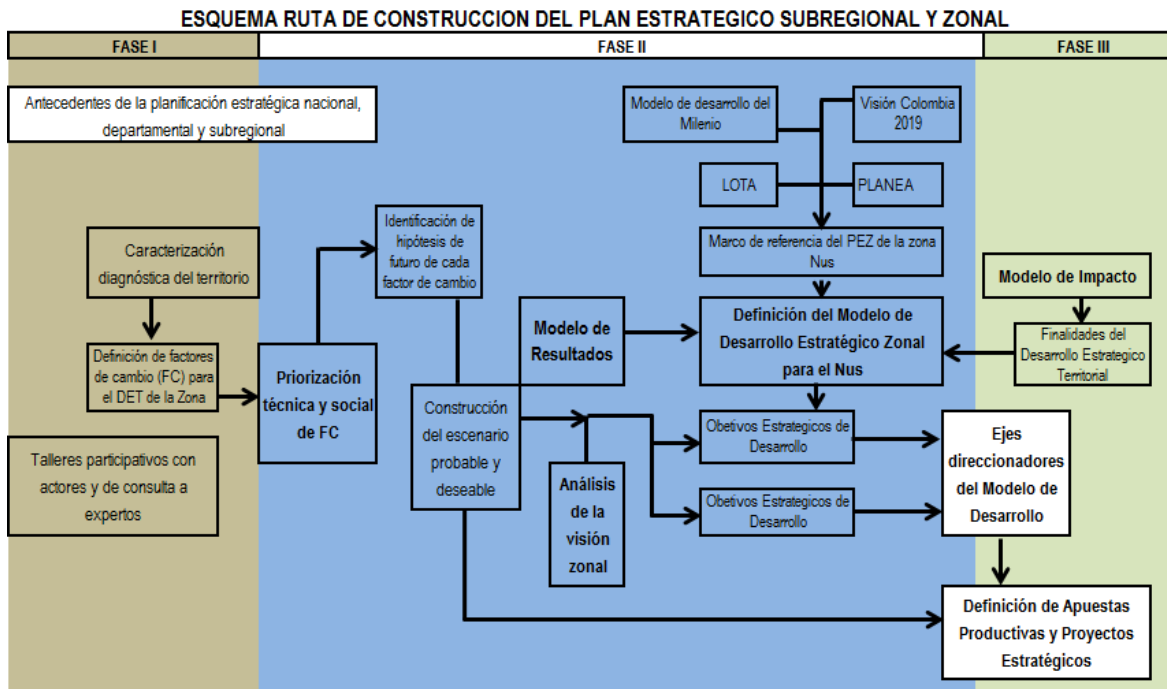 ESQUEMA RUTA DE CONSTRUCCION DEL PLAN ESTRATEGICO SUBREGIONAL Y ZONAL
FASE I
FASE II
FASE III
Antecedentes de la planificación estratégica nacional,
departamental y subregional
Caracterización
diagnóstica del territorio
Definición de factores
de cambio (FC) para
el DET de la Zona
Talleres participativos con
actores y de consulta a
expertos
Priorización
técnica y social
de FC
Identificación de
hipótesis de
futuro de cada
factor de cambio
Modelo de
Resultados
Construcción
del escenario
probable y
deseable
Análisis
de la
visión
zonal
Modelo de desarrollo del
Milenio
Visión Colombia
2019
LOTA
PLANEA
Marco de referencia del PEZ de la zona
Nus
Definición del Modelo de
Desarrollo Estratégico Zonal
para el Nus
Obetivos Estrategicos de
Desarrollo
Obetivos Estrategicos de
Desarrollo
Modelo de Impacto
Finalidades del
Desarrollo Estrategico
Territorial
Ejes
direccionadores
del Modelo de
Desarrollo
Definición de Apuestas
Productivas y Proyectos
Estratégicos